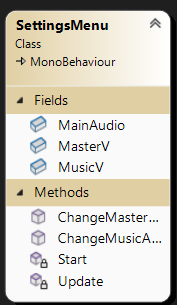 SettingsMenu
Class
MonoBehaviour
Fields
MainAudio
MasterV
MusicV
Methods
ChangeMaster...
ChangeMusicA...
Start
Update